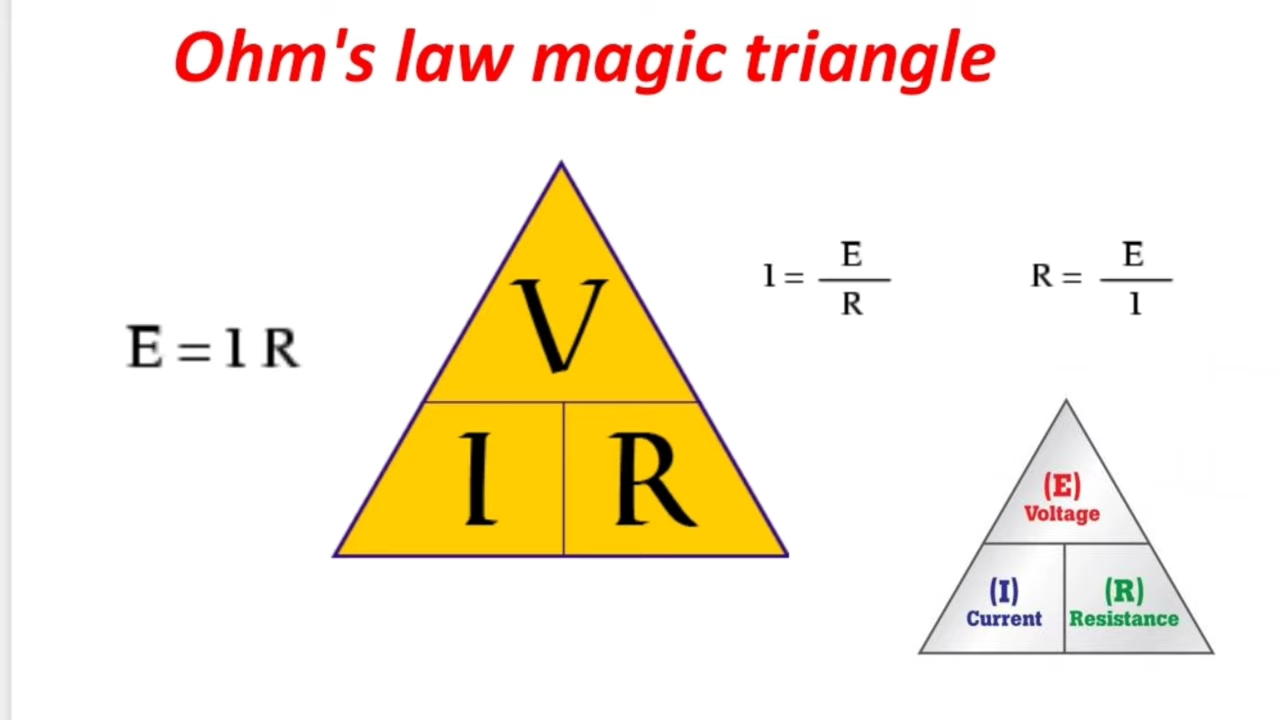 Ohm's law magic triangle
E = I R
V
I R
I = E / R
R = E / I
(E)
Voltage
(I) (R)
Current Resistance